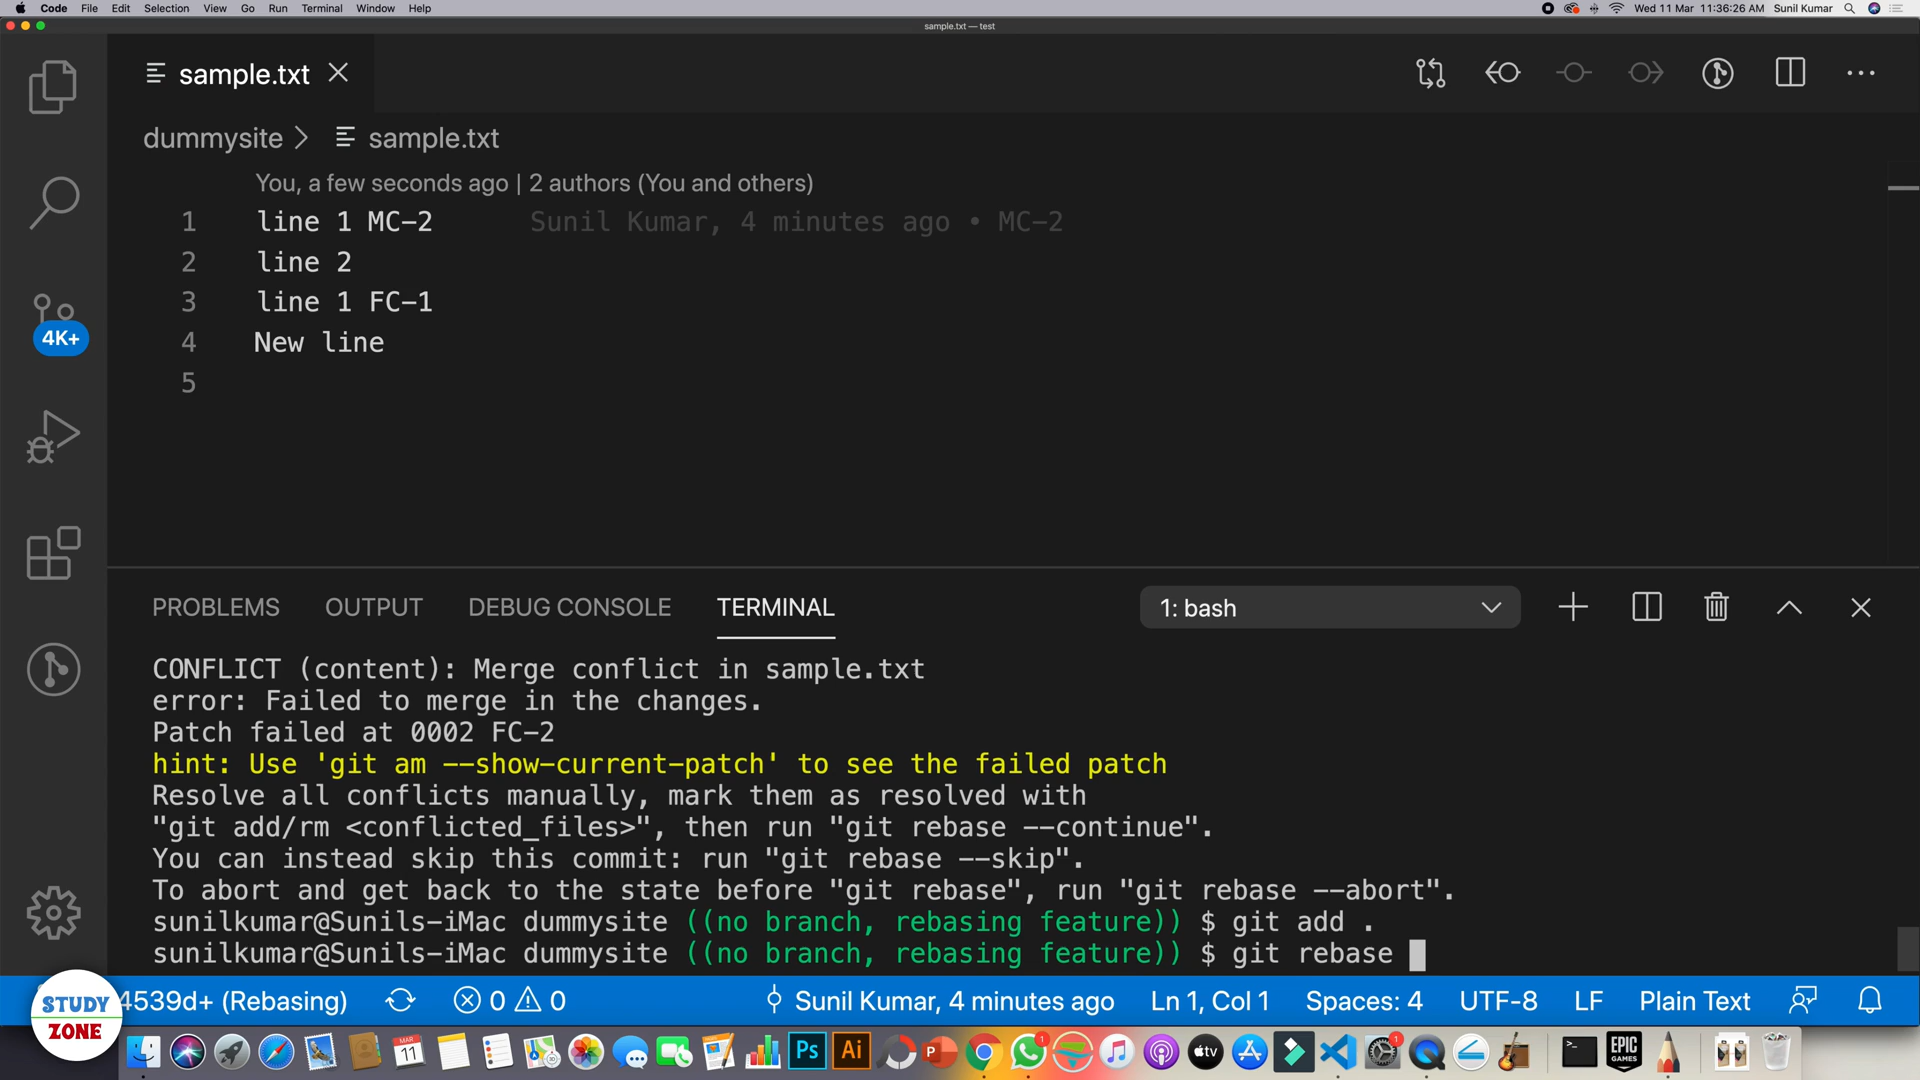 Code File Edit Selection View Go Run Terminal Window Help
Wed 11 Mar 11:36:26 AM Sunil Kumar
sample.txt — test
sample.txt
dummysite > sample.txt
You, a few seconds ago | 2 authors (You and others)
1 line 1 MC-2 Sunil Kumar, 4 minutes ago • MC-2
2 line 2
3 line 1 FC-1
4 New line
5
4K+
PROBLEMS OUTPUT DEBUG CONSOLE TERMINAL 1: bash
CONFLICT (content): Merge conflict in sample.txt
error: Failed to merge in the changes.
Patch failed at 0002 FC-2
hint: Use 'git am --show-current-patch' to see the failed patch
Resolve all conflicts manually, mark them as resolved with
"git add/rm <conflicted_files>", then run "git rebase --continue".
You can instead skip this commit: run "git rebase --skip".
To abort and get back to the state before "git rebase", run "git rebase --abort".
sunilkumar@Sunils-iMac dummysite ((no branch, rebasing feature)) $ git add .
sunilkumar@Sunils-iMac dummysite ((no branch, rebasing feature)) $ git rebase
4539d+ (Rebasing) 0 0 Sunil Kumar, 4 minutes ago Ln 1, Col 1 Spaces: 4 UTF-8 LF Plain Text
STUDY
ZONE
MAR
11
Ps
Ai
P
1
tv
1
EPIC
GAMES